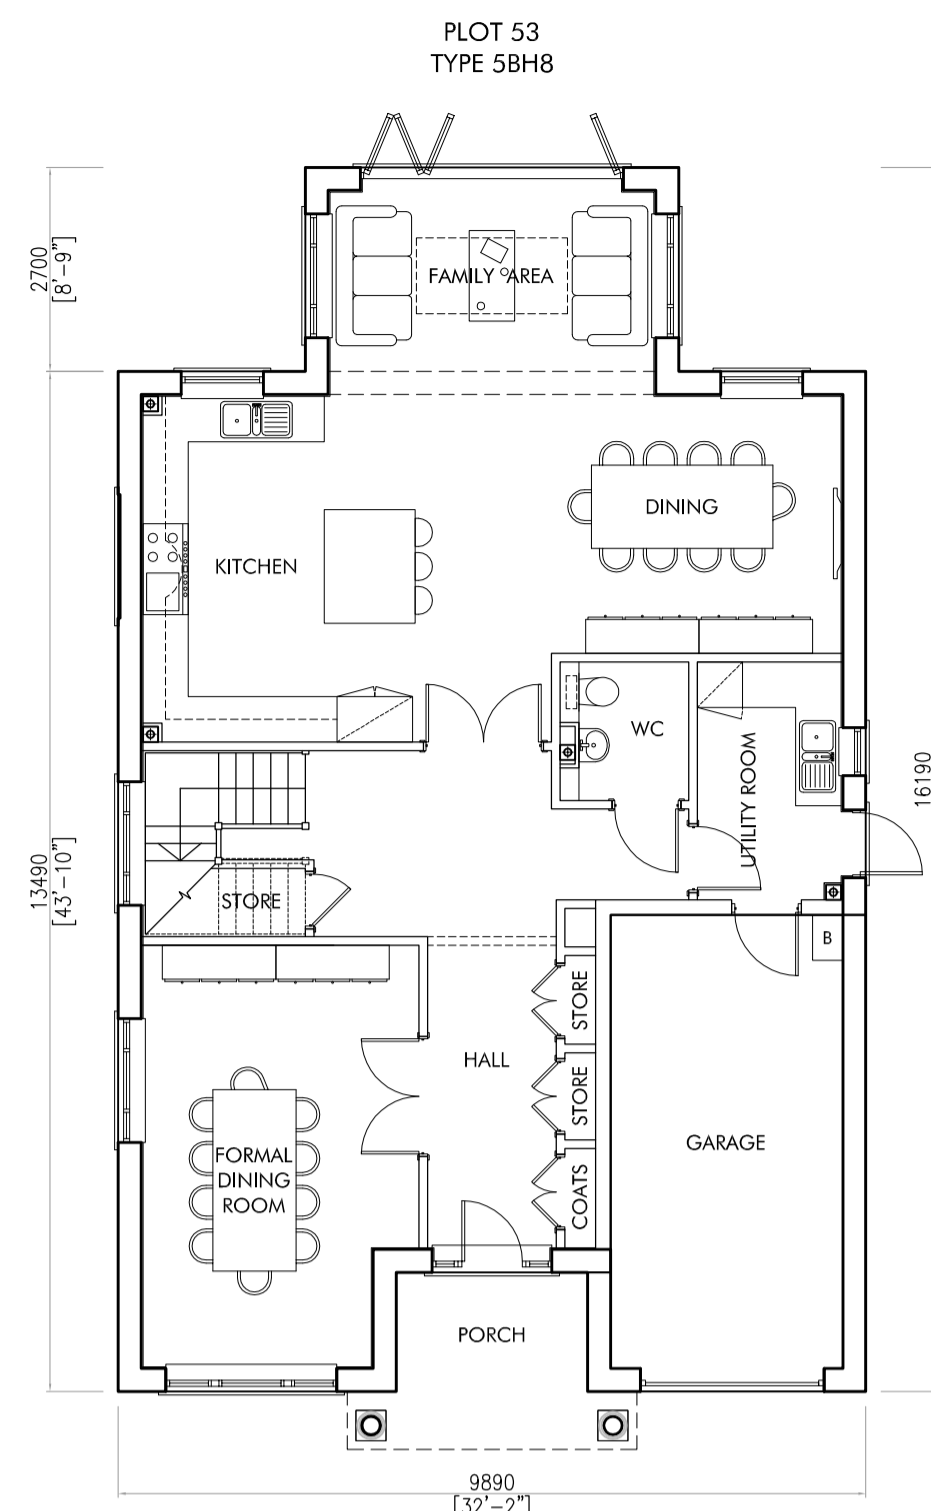 PLOT 53
TYPE 5BH8
2700
[8'-9"]
FAMILY AREA
DINING
KITCHEN
WC
UTILITY ROOM
16190
13490
[43'-10"]
STORE
B
STORE
HALL
STORE
GARAGE
FORMAL
DINING
ROOM
COATS
PORCH
9890
[32'-2"]